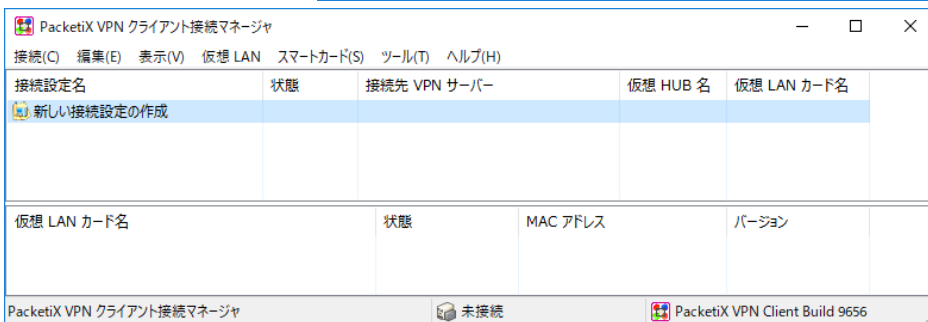 PacketiX VPN クライアント接続マネージャ
接続(C) 編集(E) 表示(V) 仮想 LAN スマートカード(S) ツール(T) ヘルプ(H)
接続設定名 状態 接続先 VPN サーバー 仮想 HUB 名 仮想 LAN カード名
新しい接続設定の作成
仮想 LAN カード名 状態 MAC アドレス バージョン
PacketiX VPN クライアント接続マネージャ 未接続 PacketiX VPN Client Build 9656